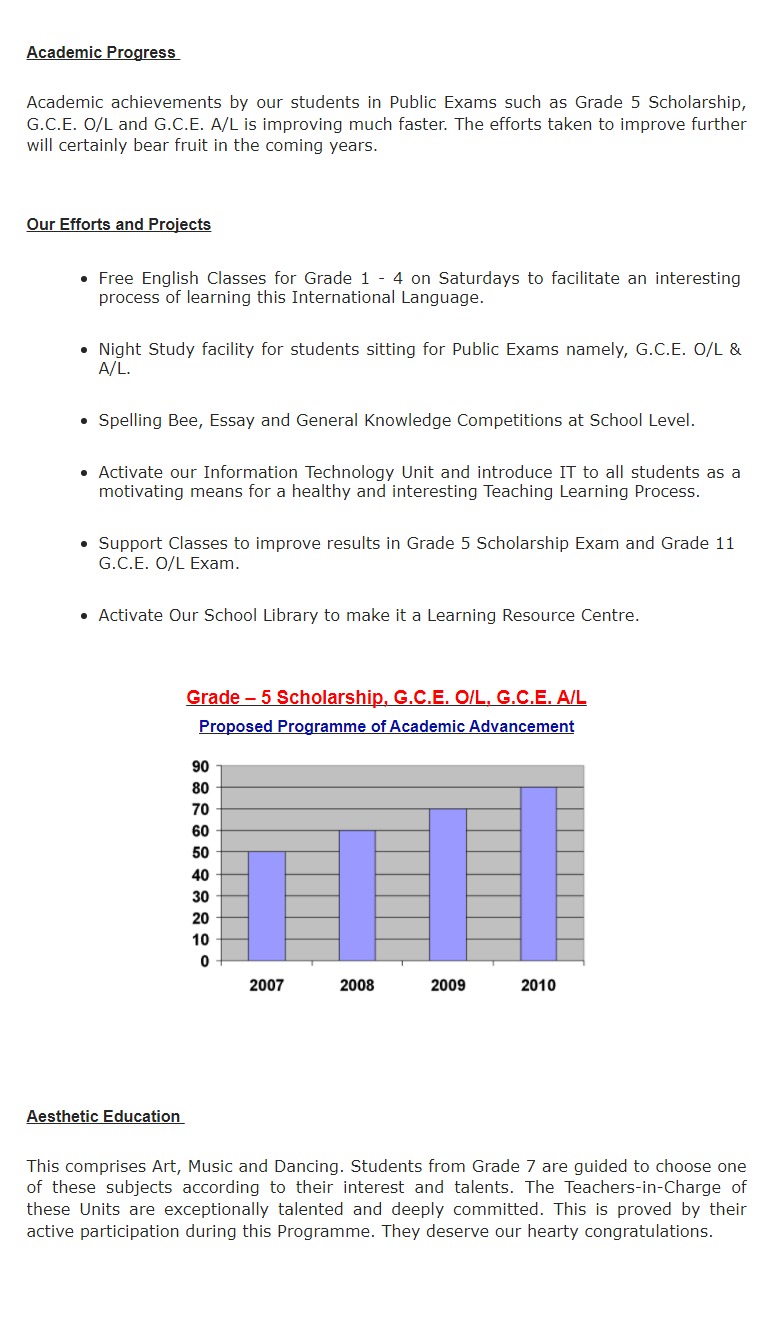 Academic Progress
Academic achievements by our students in Public Exams such as Grade 5 Scholarship,
G.C.E. O/L and G.C.E. A/L is improving much faster. The efforts taken to improve further
will certainly bear fruit in the coming years.
Our Efforts and Projects
• Free English Classes for Grade 1 - 4 on Saturdays to facilitate an interesting
process of learning this International Language.
• Night Study facility for students sitting for Public Exams namely, G.C.E. O/L &
A/L.
• Spelling Bee, Essay and General Knowledge Competitions at School Level.
• Activate our Information Technology Unit and introduce IT to all students as a
motivating means for a healthy and interesting Teaching Learning Process.
• Support Classes to improve results in Grade 5 Scholarship Exam and Grade 11
G.C.E. O/L Exam.
• Activate Our School Library to make it a Learning Resource Centre.
Grade – 5 Scholarship, G.C.E. O/L, G.C.E. A/L
Proposed Programme of Academic Advancement
90
80
70
60
50
40
30
20
10
0
2007 2008 2009 2010
Aesthetic Education
This comprises Art, Music and Dancing. Students from Grade 7 are guided to choose one
of these subjects according to their interest and talents. The Teachers-in-Charge of
these Units are exceptionally talented and deeply committed. This is proved by their
active participation during this Programme. They deserve our hearty congratulations.